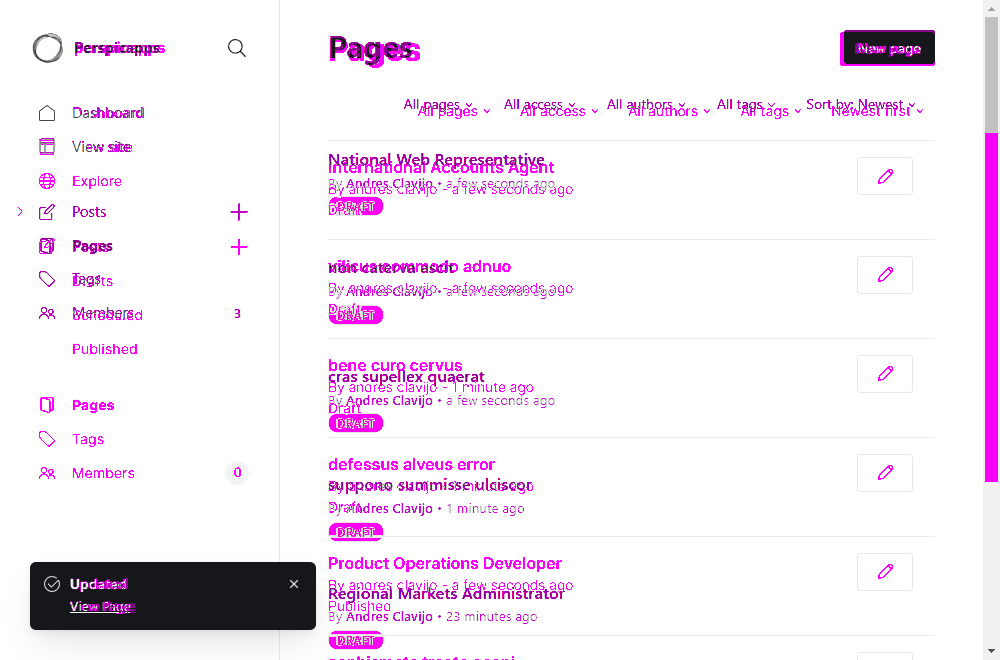 Perspicapps
Pages
New page
Dashboard
View site
Explore
Posts
Pages
Tags
Drafts
Members
Scheduled
3
Published
Pages
Tags
Members
0
All pages
All access
All authors
All tags
Sort by: Newest
All pages
All access
All authors
All tags
Newest first
National Web Representative
International Accounts Agent
By Andres Clavijo • a few seconds ago
By andres clavijo - a few seconds ago
DRAFT
Draft
vilicus commodo adnuo
non caterva ascit
By andres clavijo - a few seconds ago
By Andres Clavijo • a few seconds ago
Draft
DRAFT
bene curo cervus
cras supellex quaerat
By andres clavijo - 1 minute ago
By Andres Clavijo • a few seconds ago
Draft
DRAFT
defessus alveus error
suppono summisse ulciscor
Draft
By Andres Clavijo • 1 minute ago
DRAFT
Product Operations Developer
By andres clavijo - a few seconds ago
Regional Markets Administrator
Published
By Andres Clavijo • 23 minutes ago
DRAFT
Updated
View Page